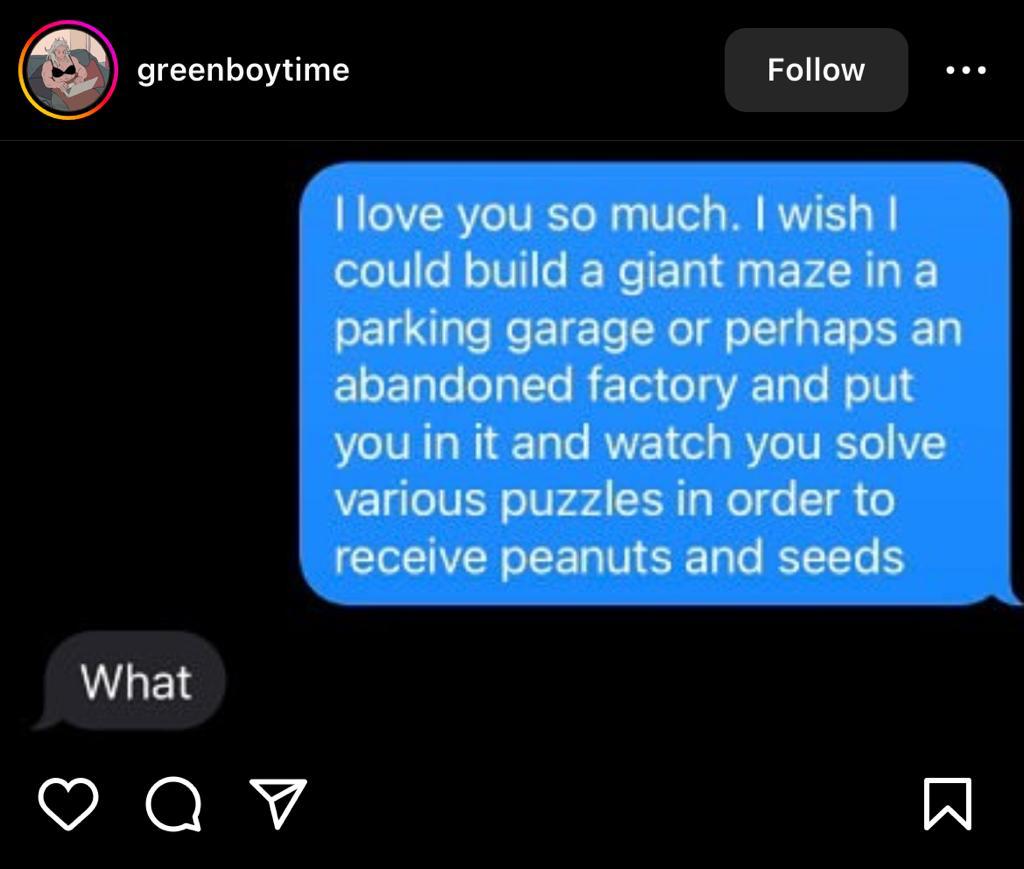 greenboytime
Follow
I love you so much. I wish I
could build a giant maze in a
parking garage or perhaps an
abandoned factory and put
you in it and watch you solve
various puzzles in order to
receive peanuts and seeds
What